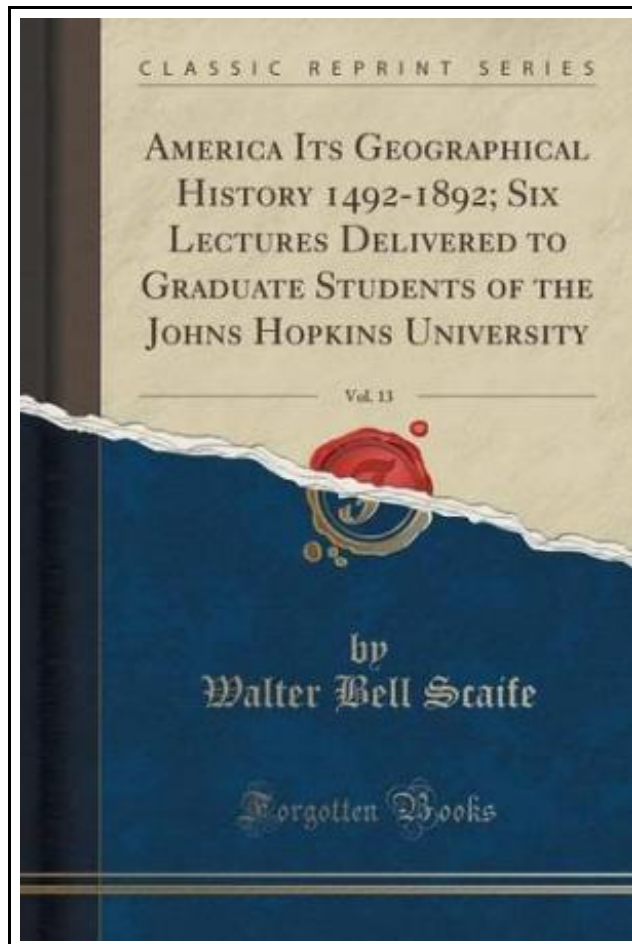 CLASSIC REPRINT SERIES
AMERICA ITS GEOGRAPHICAL
HISTORY 1492-1892; SIX
LECTURES DELIVERED TO
GRADUATE STUDENTS OF THE
JOHNS HOPKINS UNIVERSITY
Vol. 13
by
Walter Bell Scaife
Forgotten Books